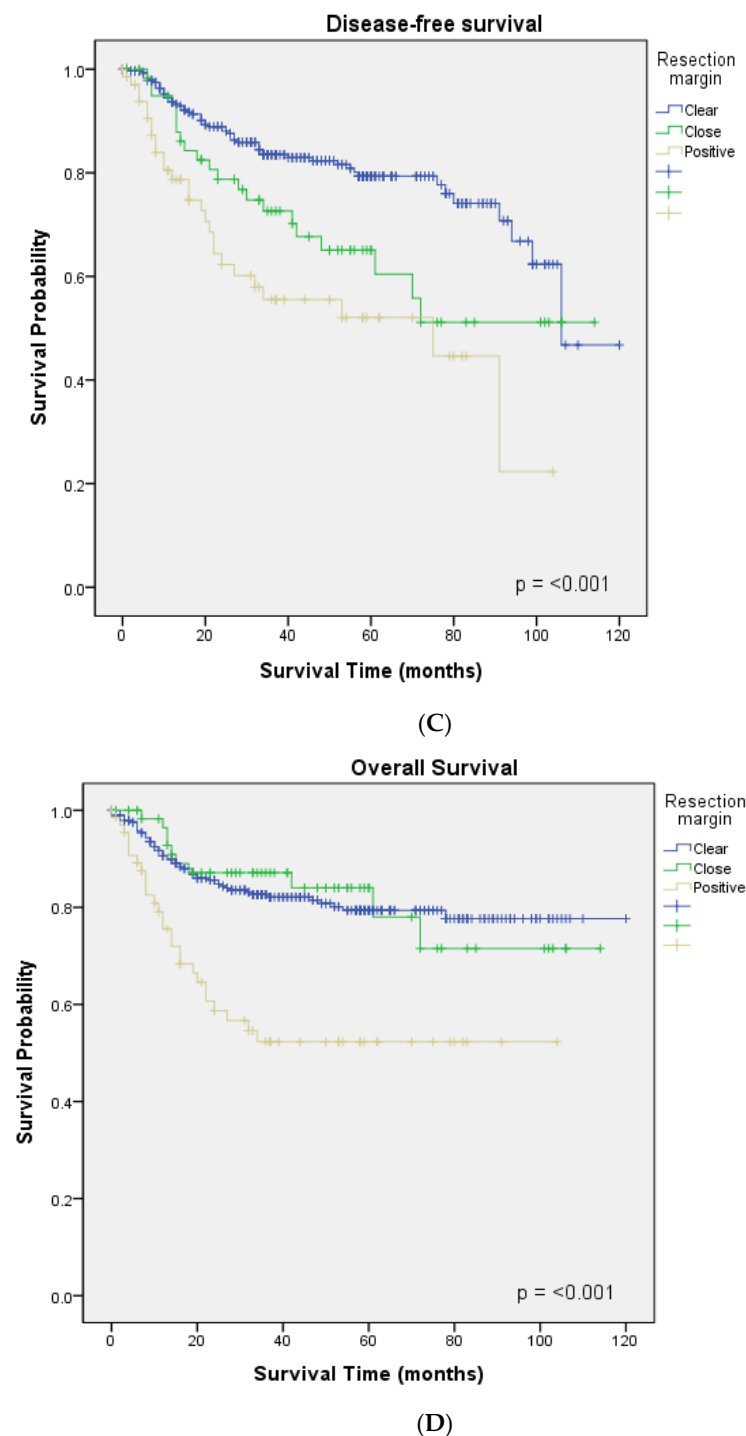 Disease-free survival
Resection
margin
Clear
Close
Positive
1.0
0.8
0.6
0.4
0.2
0.0
Survival Probability
p = <0.001
0 20 40 60 80 100 120
Survival Time (months)
(C)
Overall Survival
Resection
margin
Clear
Close
Positive
1.0
0.8
0.6
0.4
0.2
0.0
Survival Probability
p = <0.001
0 20 40 60 80 100 120
Survival Time (months)
(D)